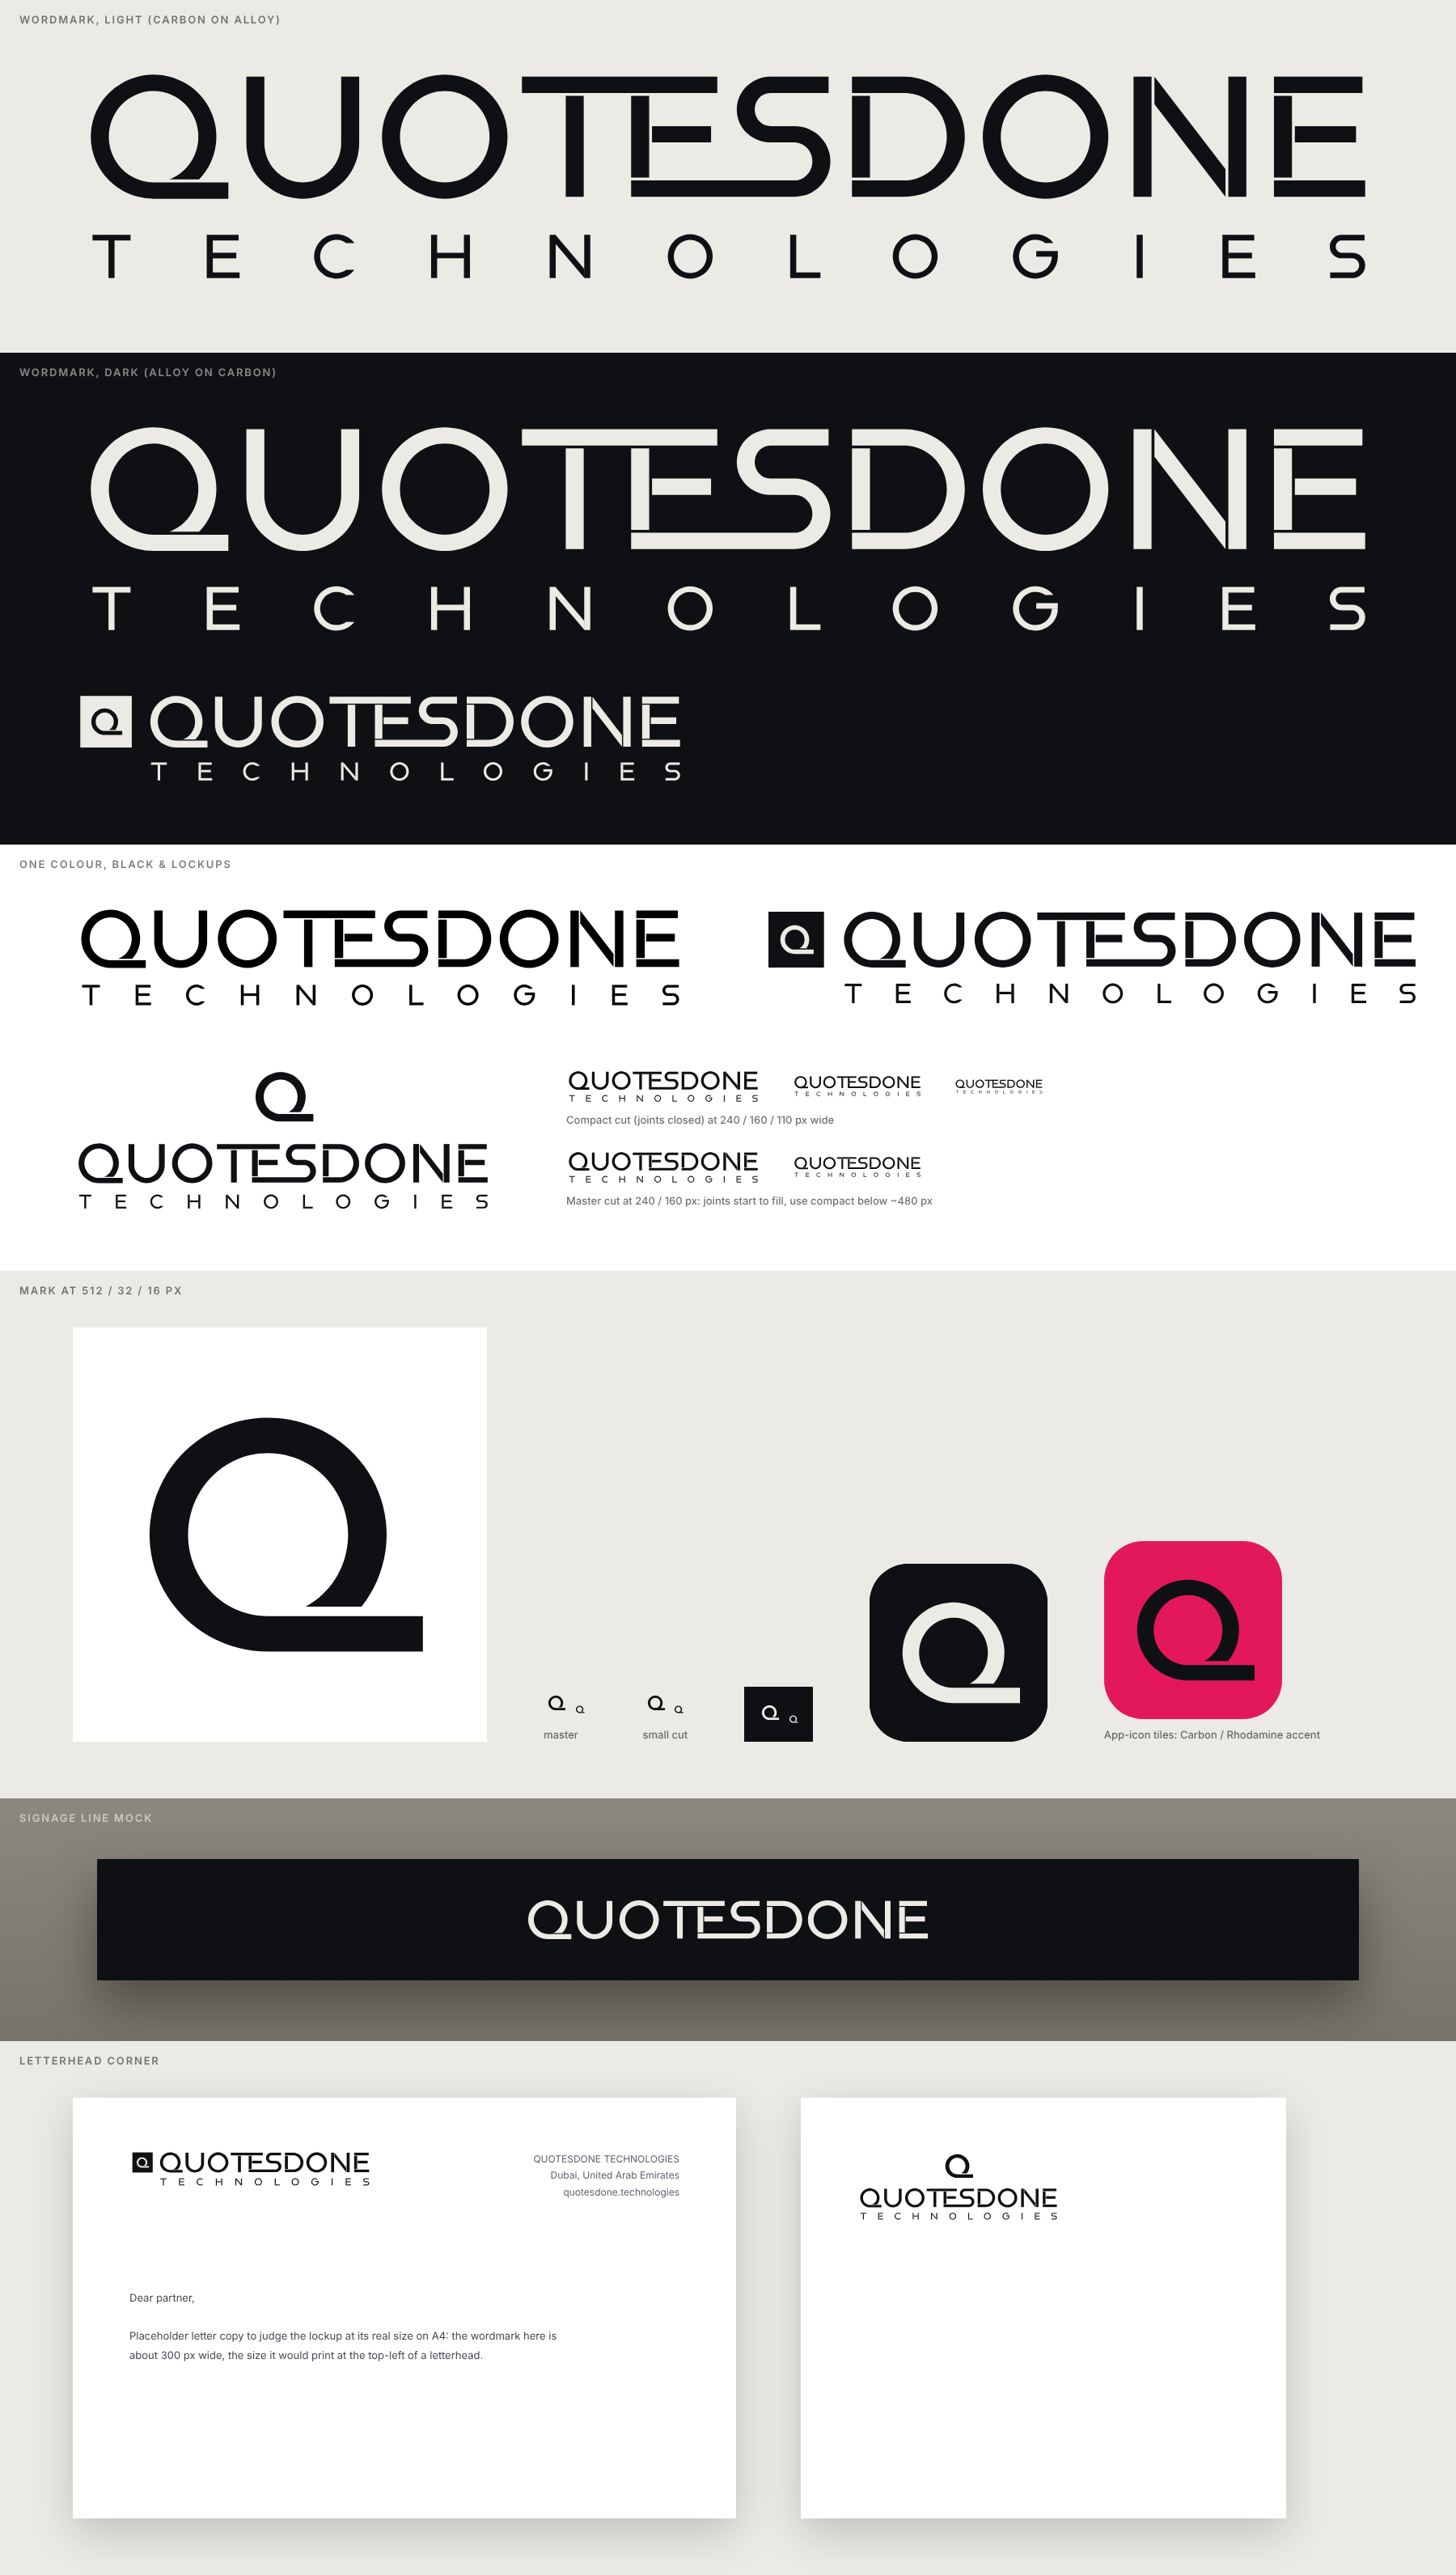 WORDMARK, LIGHT (CARBON ON ALLOY)
QUOTESDONE
TECHNOLOGIES
WORDMARK, DARK (ALLOY ON CARBON)
QUOTESDONE
TECHNOLOGIES
Q QUOTESDONE
TECHNOLOGIES
ONE COLOUR, BLACK & LOCKUPS
QUOTESDONE
TECHNOLOGIES
Q QUOTESDONE
TECHNOLOGIES
Q
QUOTESDONE
TECHNOLOGIES
QUOTESDONE QUOTESDONE QUOTESDONE
TECHNOLOGIES TECHNOLOGIES TECHNOLOGIES
Compact cut (joints closed) at 240 / 160 / 110 px wide
QUOTESDONE QUOTESDONE
TECHNOLOGIES TECHNOLOGIES
Master cut at 240 / 160 px: joints start to fill, use compact below ~480 px
MARK AT 512 / 32 / 16 PX
Q
Q Q
master
Q Q
small cut
Q Q
Q
Q
App-icon tiles: Carbon / Rhodamine accent
SIGNAGE LINE MOCK
QUOTESDONE
LETTERHEAD CORNER
Q QUOTESDONE
TECHNOLOGIES
QUOTESDONE TECHNOLOGIES
Dubai, United Arab Emirates
quotesdone.technologies
Dear partner,
Placeholder letter copy to judge the lockup at its real size on A4: the wordmark here is
about 300 px wide, the size it would print at the top-left of a letterhead.
Q
QUOTESDONE
TECHNOLOGIES